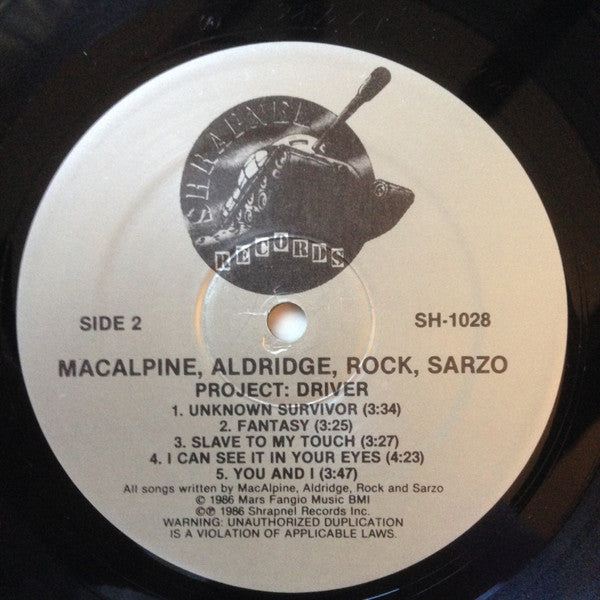 SHRAPNEL
RECORDS
SIDE 2
SH-1028
MACALPINE, ALDRIDGE, ROCK, SARZO
PROJECT: DRIVER
1. UNKNOWN SURVIVOR (3:34)
2. FANTASY (3:25)
3. SLAVE TO MY TOUCH (3:27)
4. I CAN SEE IT IN YOUR EYES (4:23)
5. YOU AND I (3:47)
All songs written by MacAlpine, Aldridge, Rock and Sarzo
© 1986 Mars Fangio Music BMI
©℗ 1986 Shrapnel Records Inc.
WARNING: UNAUTHORIZED DUPLICATION
IS A VIOLATION OF APPLICABLE LAWS.